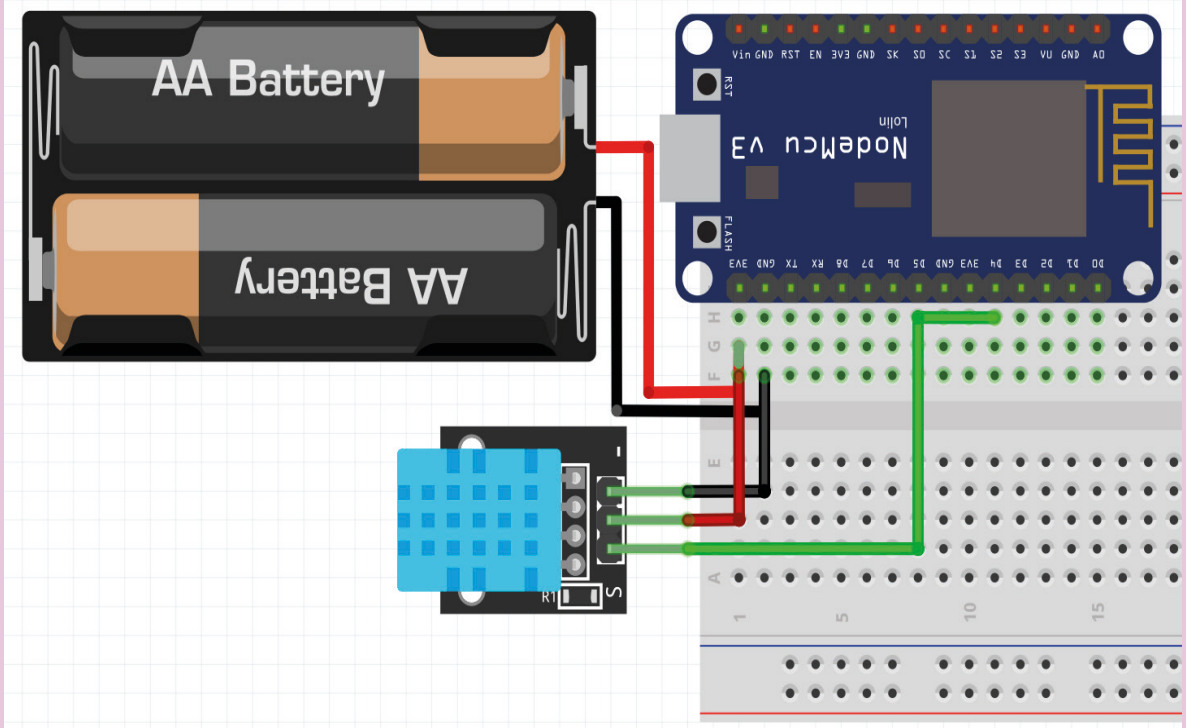 AA Battery
AA Battery
Vin GND RST EN 3V3 GND SK SO SC S1 S2 S3 VU GND A0
RST
Lolin
NodeMcu v3
FLASH
3V3 GND TX RX D8 D7 D6 D5 GND 3V3 D4 D3 D2 D1 D0
H
G
F
E
A
1 5 10 15
-
R1
S